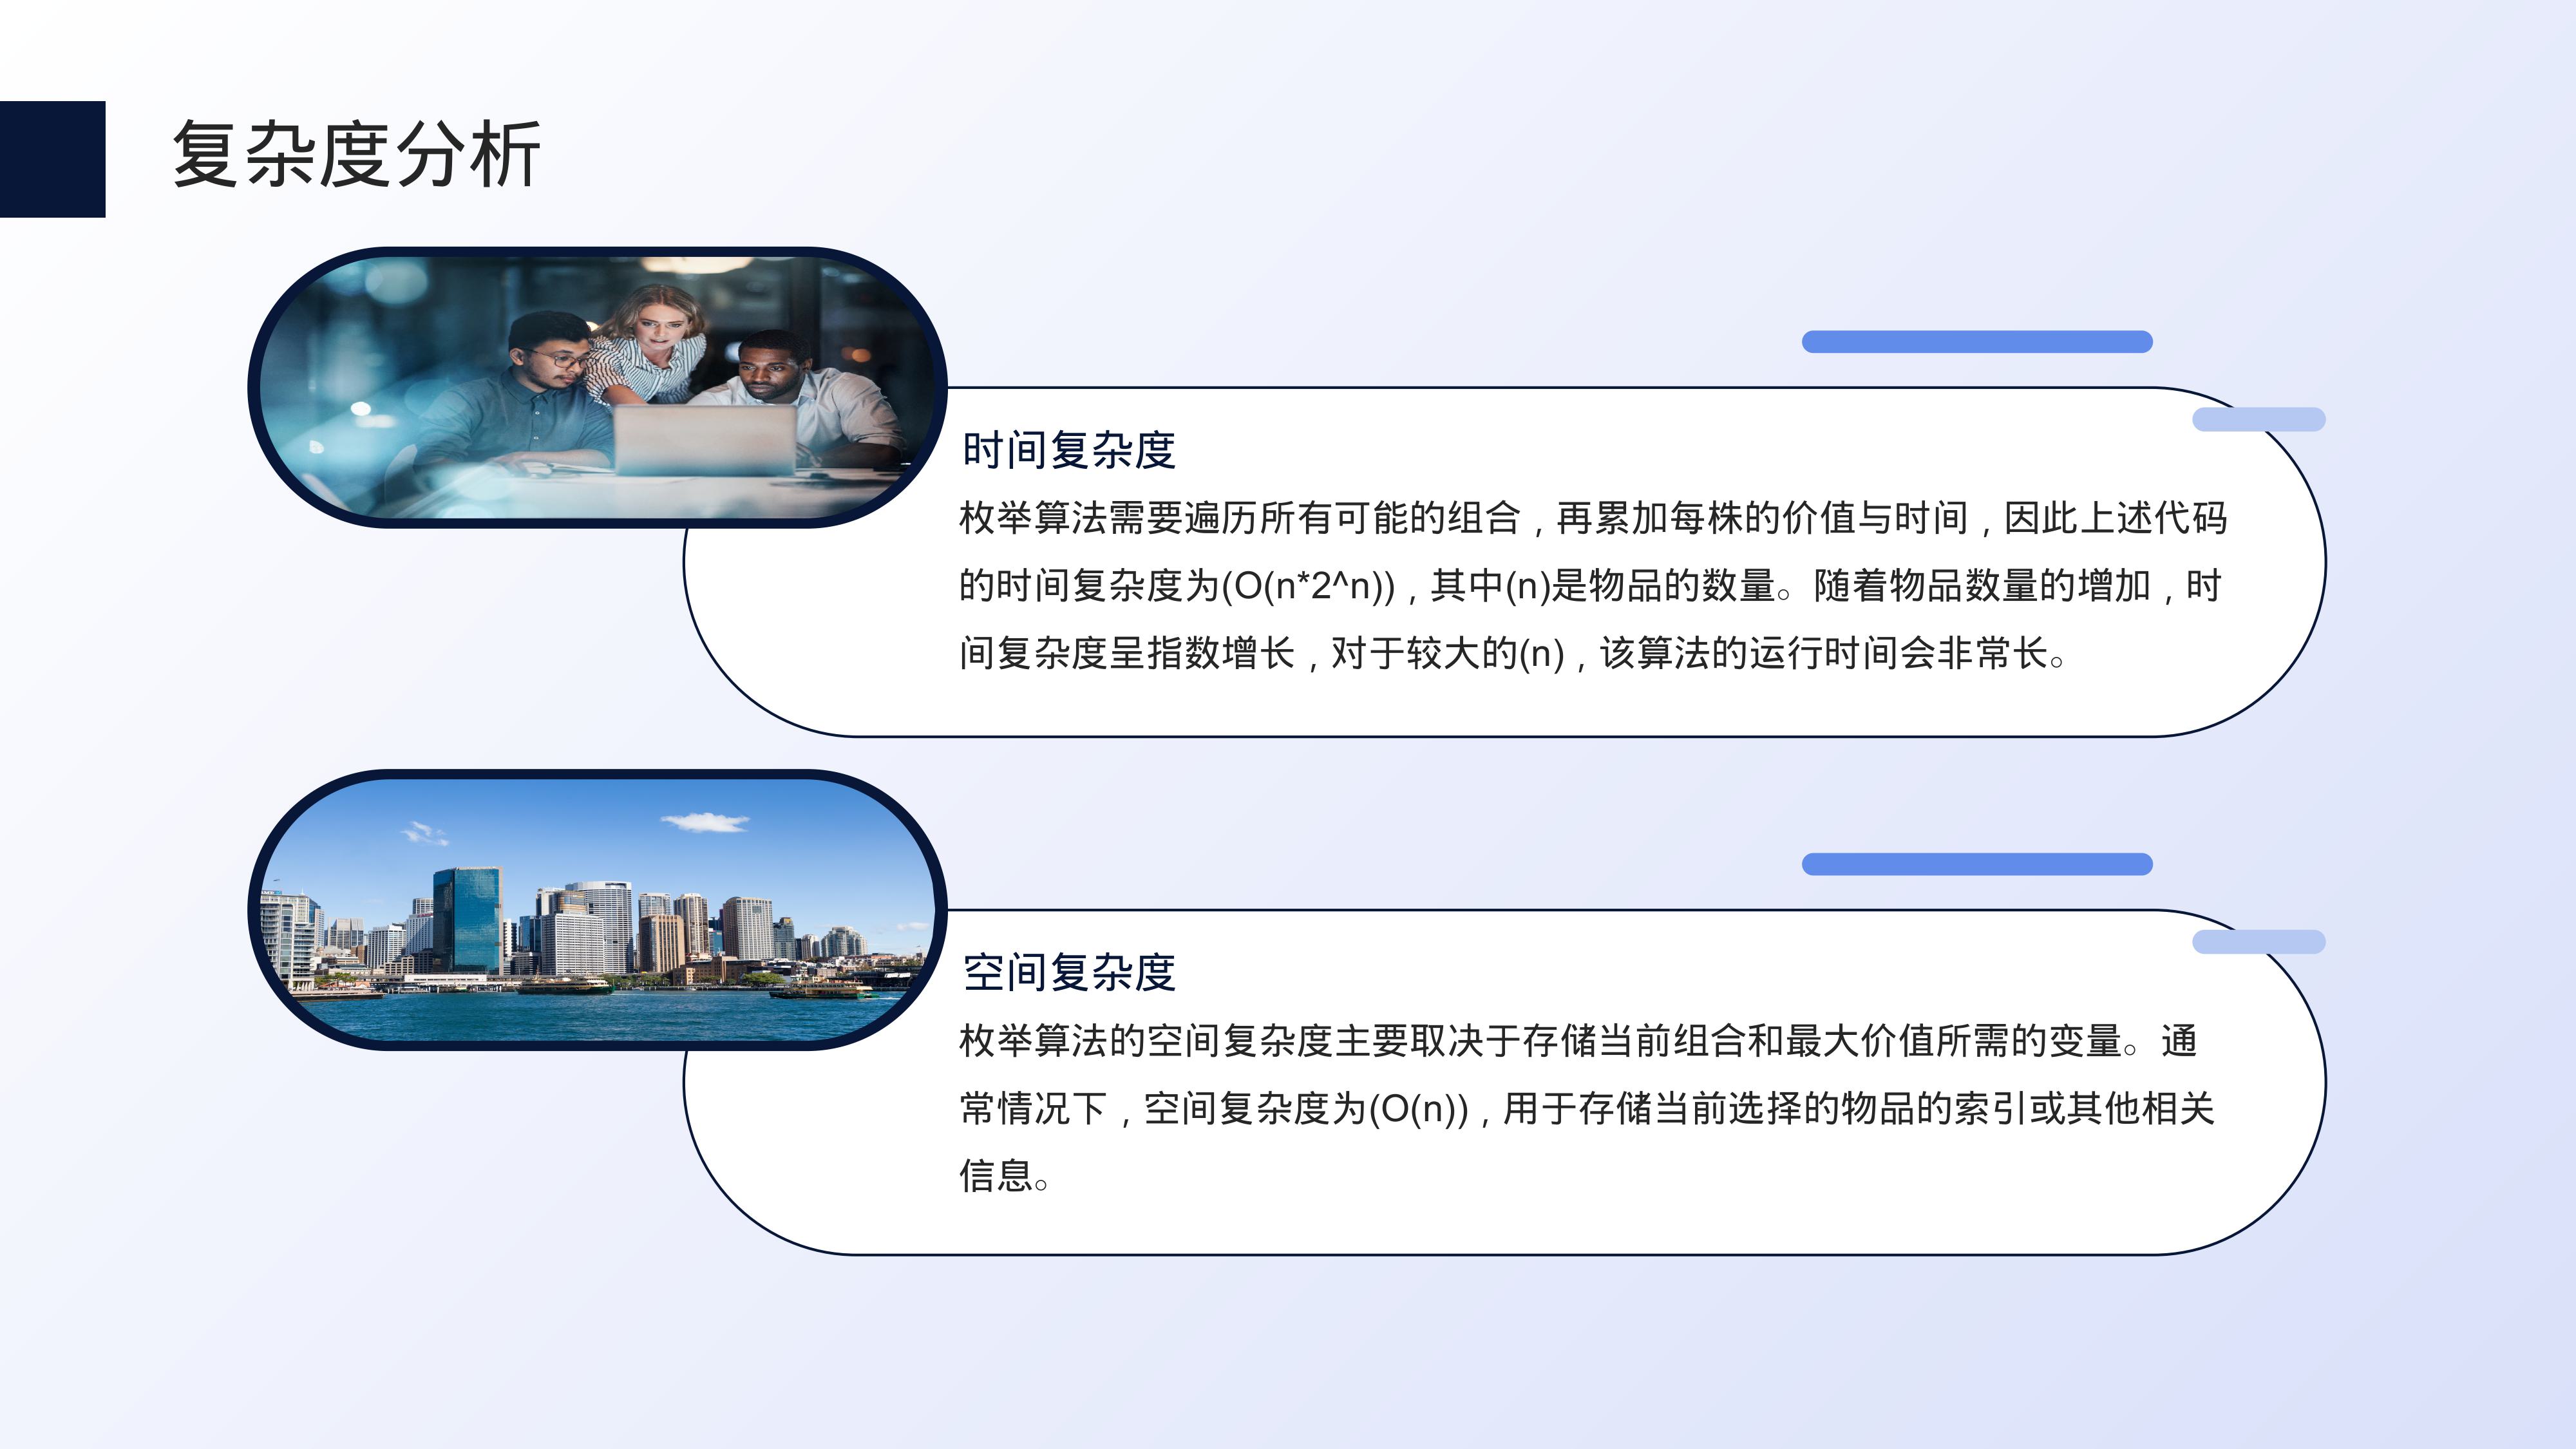 复杂度分析
时间复杂度
枚举算法需要遍历所有可能的组合，再累加每株的价值与时间，因此上述代码
的时间复杂度为(O(n*2^n))，其中(n)是物品的数量。随着物品数量的增加，时
间复杂度呈指数增长，对于较大的(n)，该算法的运行时间会非常长。
空间复杂度
枚举算法的空间复杂度主要取决于存储当前组合和最大价值所需的变量。通
常情况下，空间复杂度为(O(n))，用于存储当前选择的物品的索引或其他相关
信息。